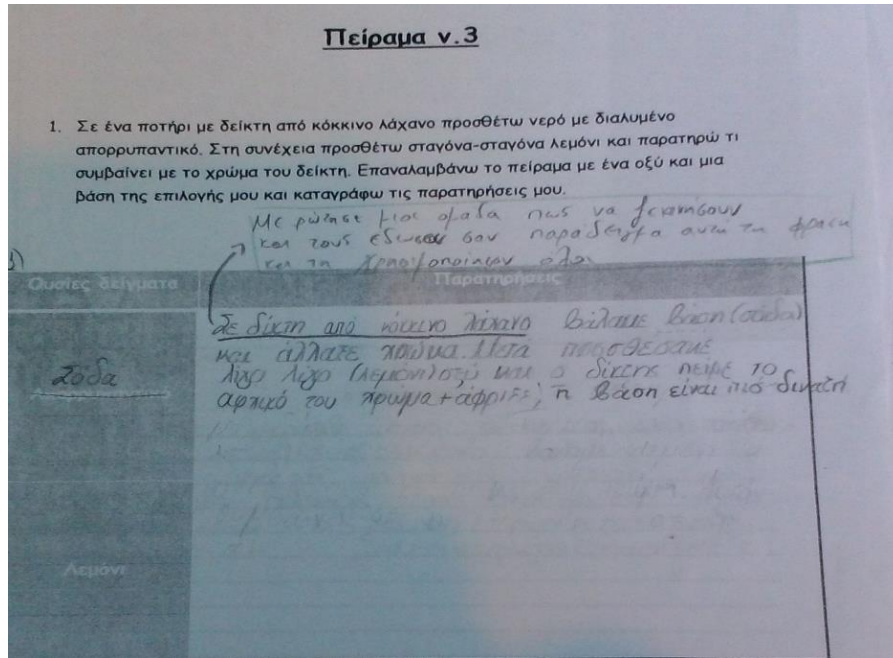 Πείραμα ν.3
1. Σε ένα ποτήρι με δείκτη από κόκκινο λάχανο προσθέτω νερό με διαλυμένο
απορρυπαντικό. Στη συνέχεια προσθέτω σταγόνα-σταγόνα λεμόνι και παρατηρώ τι
συμβαίνει με το χρώμα του δείκτη. Επαναλαμβάνω το πείραμα με ένα οξύ και μια
βάση της επιλογής μου και καταγράφω τις παρατηρήσεις μου.
Με ρώτησε μια ομάδα πως να ξεκινήσουν
και τους έδωσα σαν παράδειγμα αυτή τη φράση
και τη χρησιμοποίησαν όλοι
Ουσίες δείγματα
Παρατηρήσεις
Σε δίκτη από κόκινο λάχανο βάλαμε βάση (σόδα)
και άλλαξε χρώμα. Μετά προσθέσαμε
λίγο λίγο (λεμόνι) οξύ και ο δίκτης πείρε το
αρχικό του χρώμα + άφριζε, η βάση είναι πιό δυνατή
Σόδα
Λεμόνι